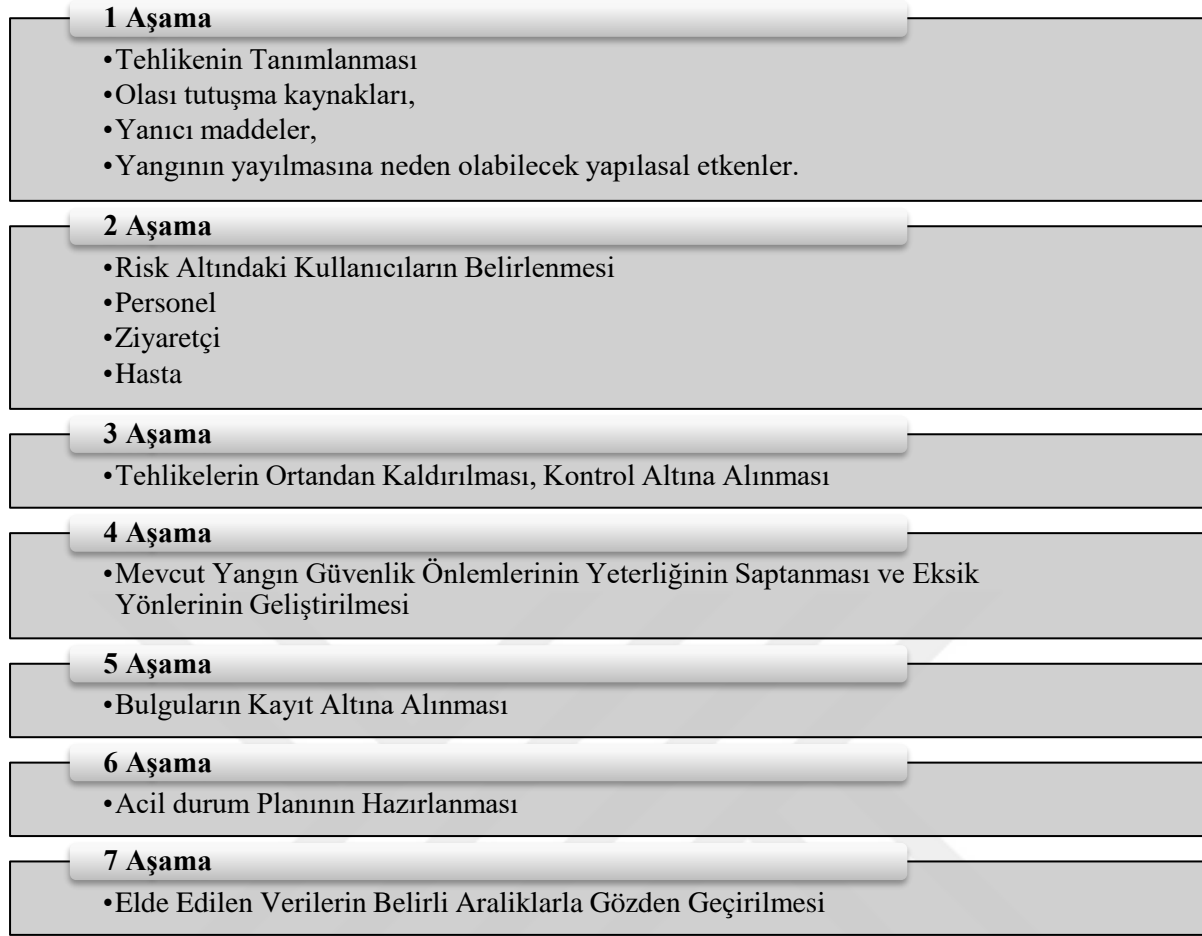 1 Aşama
•Tehlikenin Tanımlanması
•Olası tutuşma kaynakları,
•Yanıcı maddeler,
•Yangının yayılmasına neden olabilecek yapılasal etkenler.
2 Aşama
•Risk Altındaki Kullanıcıların Belirlenmesi
•Personel
•Ziyaretçi
•Hasta
3 Aşama
•Tehlikelerin Ortandan Kaldırılması, Kontrol Altına Alınması
4 Aşama
•Mevcut Yangın Güvenlik Önlemlerinin Yeterliğinin Saptanması ve Eksik
Yönlerinin Geliştirilmesi
5 Aşama
•Bulguların Kayıt Altına Alınması
6 Aşama
•Acil durum Planının Hazırlanması
7 Aşama
•Elde Edilen Verilerin Belirli Araliklarla Gözden Geçirilmesi